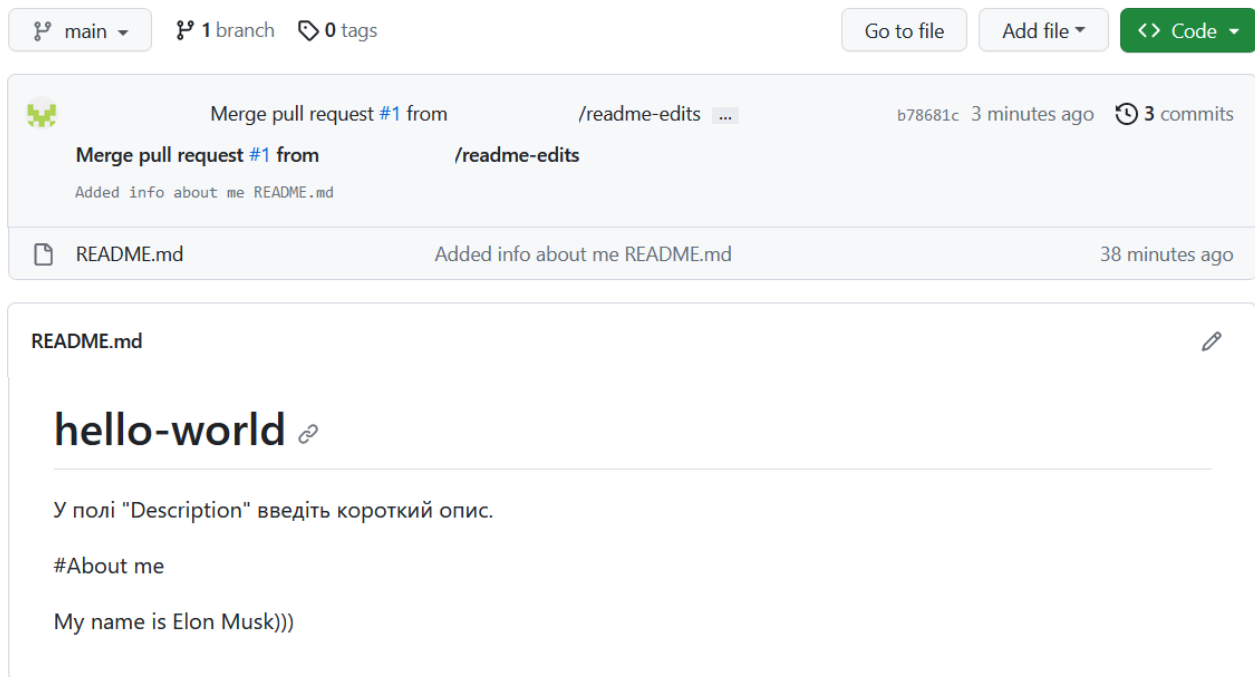 main 1 branch 0 tags Go to file Add file <> Code
Merge pull request #1 from /readme-edits ... b78681c 3 minutes ago 3 commits
Merge pull request #1 from /readme-edits
Added info about me README.md
README.md Added info about me README.md 38 minutes ago
README.md
hello-world
У полі "Description" введіть короткий опис.
#About me
My name is Elon Musk)))